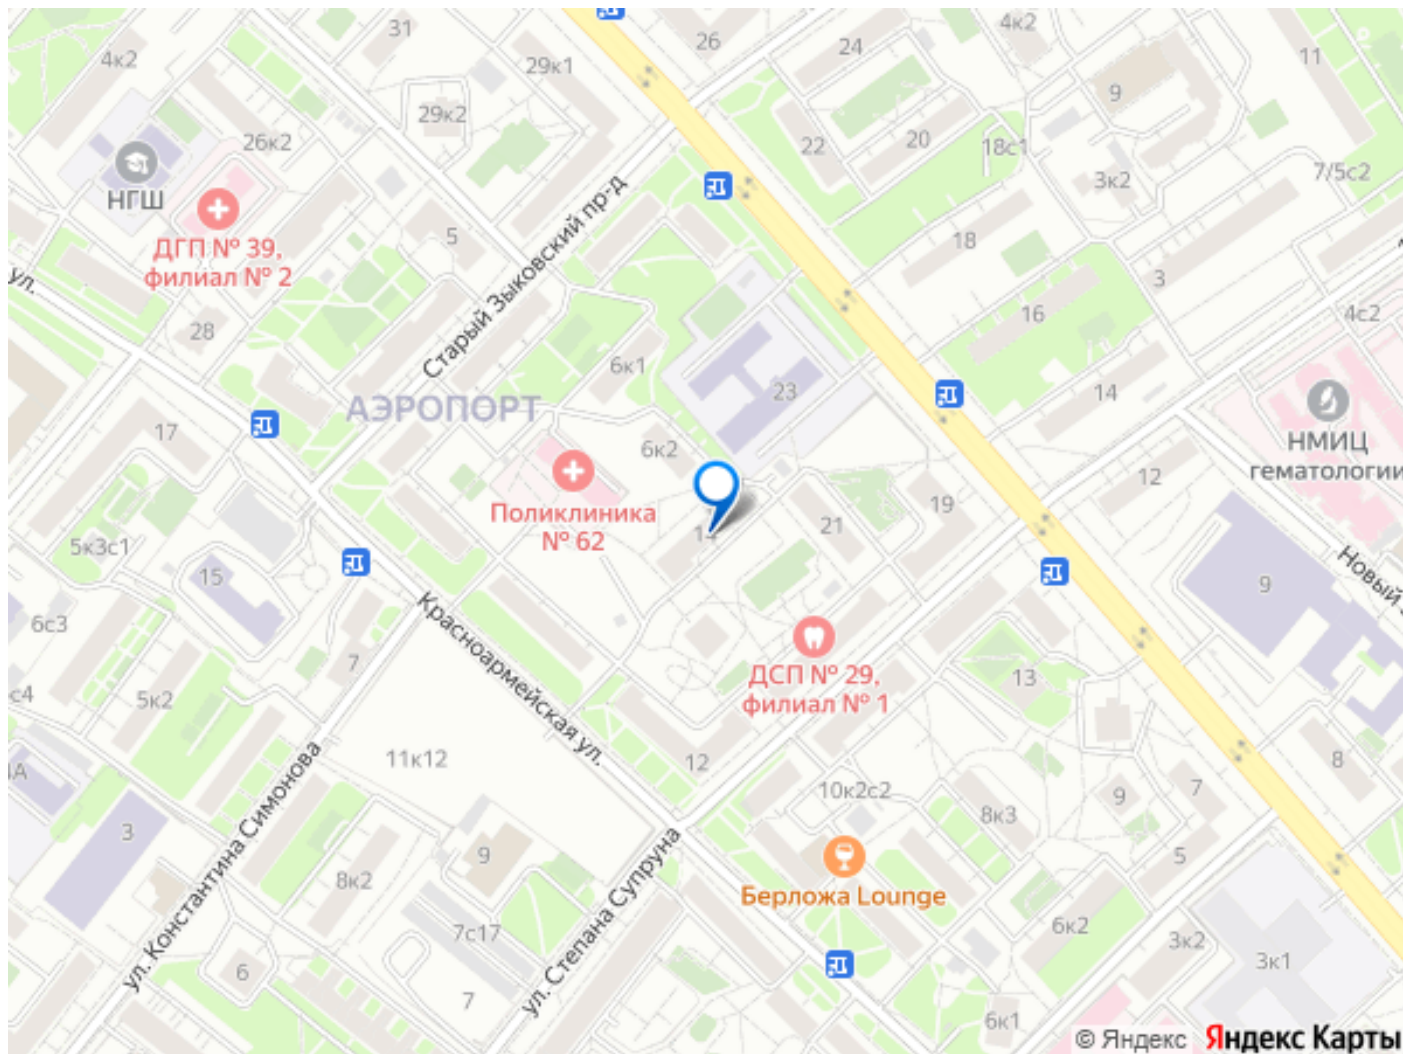 31
26
24
4к2
11
4к2
29к1
9
29к2
26к2
22
20
18с1
7/5с2
3к2
НГШ
ДГП № 39,
филиал № 2
5
18
3
ул.
Старый Зыковский пр-д
28
16
4с2
6к1
23
14
АЭРОПОРТ
17
6к2
НМИЦ
гематологии
12
Поликлиника
№ 62
19
21
5к3с1
15
Новый
9
6с3
Красноармейская ул.
7
ДСП № 29,
филиал № 1
13
5к2
11к12
12
8
10к2с2
7
9
8к3
3
ул. Константина Симонова
9
5
8к2
Берложа Lounge
ул. Степана Супруна
7с17
6к2
3к2
3к1
6
7
6к1
© Яндекс Яндекс Карты